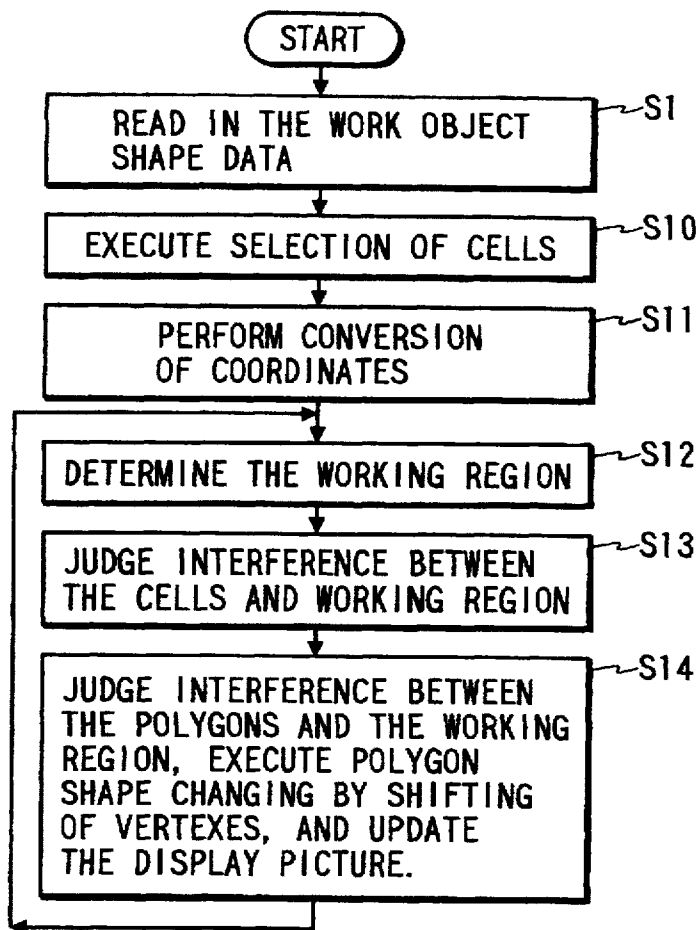 START
READ IN THE WORK OBJECT
SHAPE DATA
S1
EXECUTE SELECTION OF CELLS
S10
PERFORM CONVERSION
OF COORDINATES
S11
DETERMINE THE WORKING REGION
S12
JUDGE INTERFERENCE BETWEEN
THE CELLS AND WORKING REGION
S13
JUDGE INTERFERENCE BETWEEN
THE POLYGONS AND THE WORKING
REGION, EXECUTE POLYGON
SHAPE CHANGING BY SHIFTING
OF VERTEXES, AND UPDATE
THE DISPLAY PICTURE.
S14